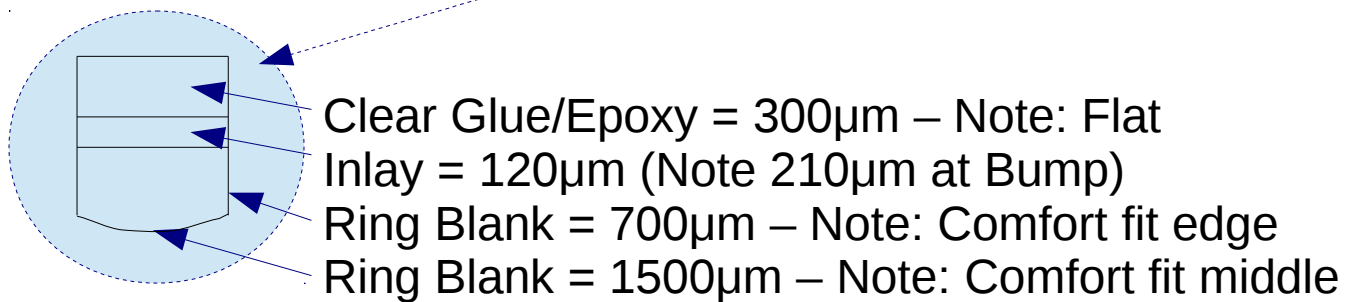 Clear Glue/Epoxy = 300μm – Note: Flat
Inlay = 120μm (Note 210μm at Bump)
Ring Blank = 700μm – Note: Comfort fit edge
Ring Blank = 1500μm – Note: Comfort fit middle